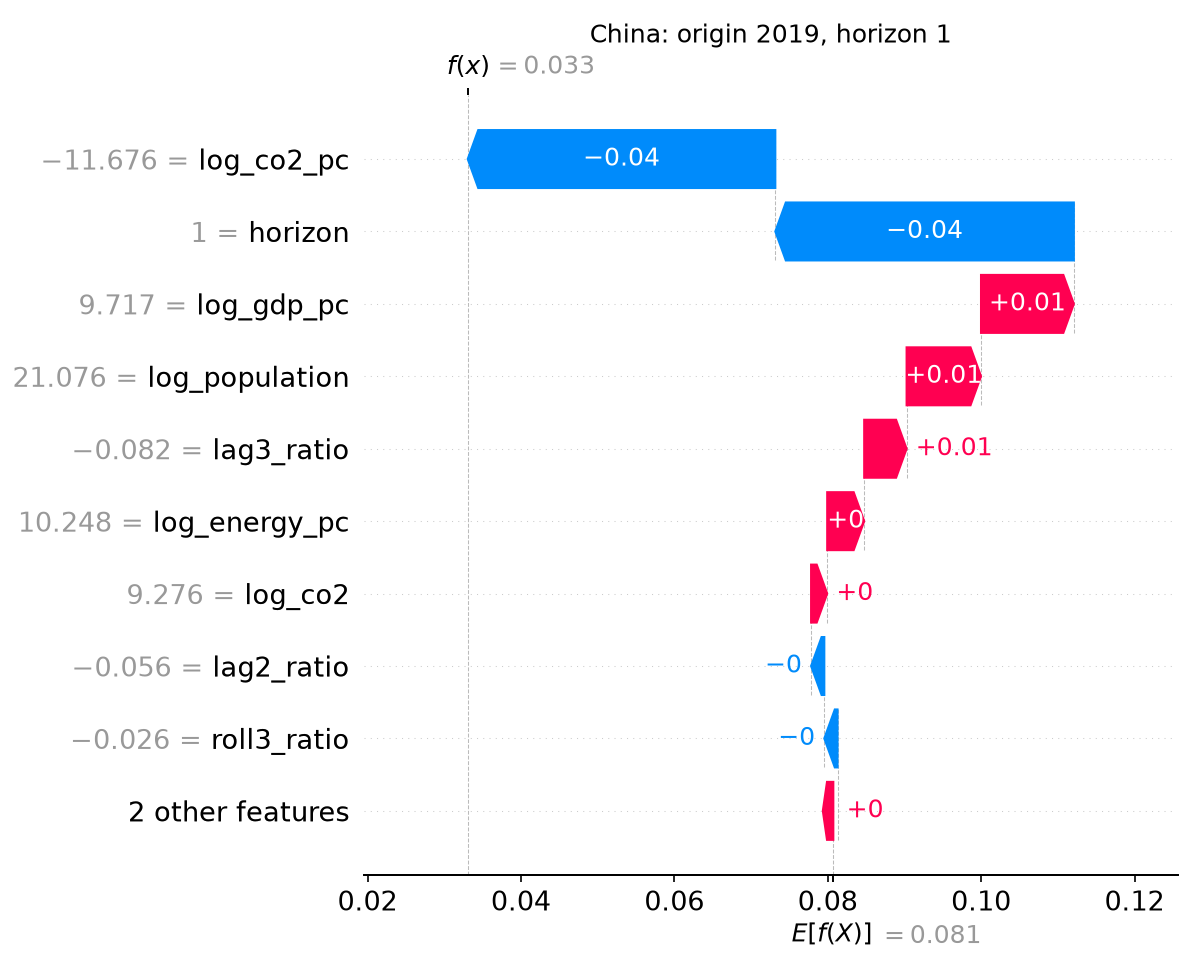 China: origin 2019, horizon 1
f(x) = 0.033
−11.676 = log_co2_pc
−0.04
1 = horizon
−0.04
9.717 = log_gdp_pc
+0.01
21.076 = log_population
+0.01
−0.082 = lag3_ratio
+0.01
10.248 = log_energy_pc
+0
9.276 = log_co2
+0
−0.056 = lag2_ratio
−0
−0.026 = roll3_ratio
−0
2 other features
+0
0.02 0.04 0.06 0.08 0.10 0.12
E[f(X)] = 0.081